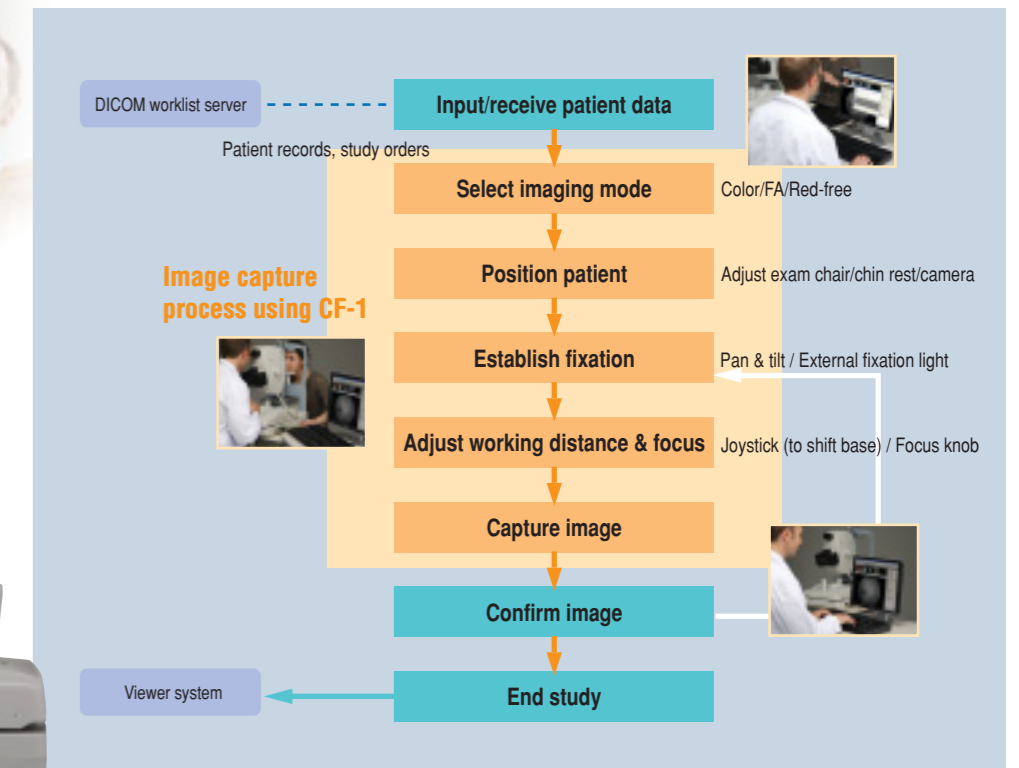 DICOM worklist server
Input/receive patient data
Patient records, study orders
Select imaging mode
Color/FA/Red-free
Image capture
process using CF-1
Position patient
Adjust exam chair/chin rest/camera
Establish fixation
Pan & tilt / External fixation light
Adjust working distance & focus
Joystick (to shift base) / Focus knob
Capture image
Confirm image
Viewer system
End study